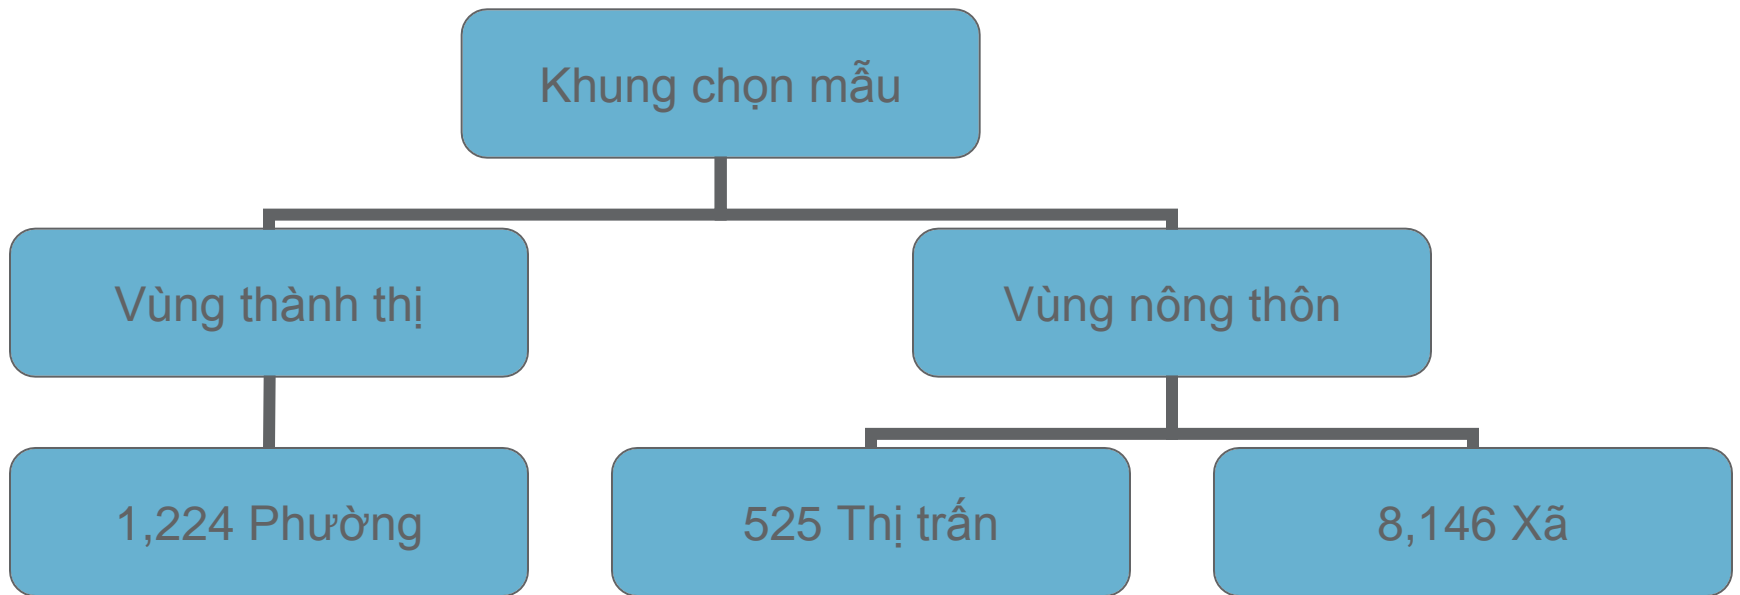 Khung chọn mẫu
Vùng thành thị
Vùng nông thôn
1,224 Phường
525 Thị trấn
8,146 Xã